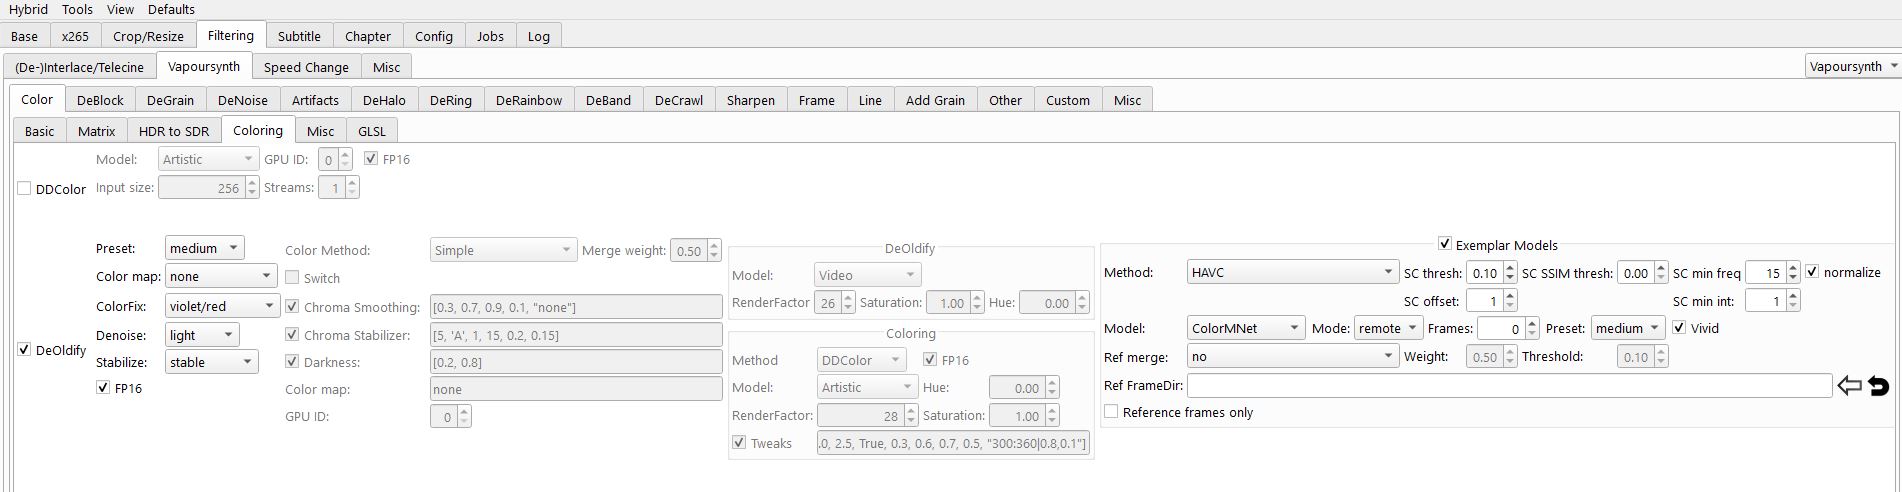 Hybrid Tools View Defaults
Base x265 Crop/Resize Filtering Subtitle Chapter Config Jobs Log
(De-)Interlace/Telecine Vapoursynth Speed Change Misc Vapoursynth
Color DeBlock DeGrain DeNoise Artifacts DeHalo DeRing DeRainbow DeBand DeCrawl Sharpen Frame Line Add Grain Other Custom Misc
Basic Matrix HDR to SDR Coloring Misc GLSL
Model: Artistic GPU ID: 0 FP16
DDColor Input size: 256 Streams: 1
DeOldify
Preset: medium
Color map: none
ColorFix: violet/red
Denoise: light
Stabilize: stable
FP16
Color Method: Simple Merge weight: 0.50
Switch
Chroma Smoothing: [0.3, 0.7, 0.9, 0.1, "none"]
Chroma Stabilizer: [5, 'A', 1, 15, 0.2, 0.15]
Darkness: [0.2, 0.8]
Color map: none
GPU ID: 0
DeOldify
Model: Video
RenderFactor 26 Saturation: 1.00 Hue: 0.00
Coloring
Method DDColor FP16
Model: Artistic Hue: 0.00
RenderFactor: 28 Saturation: 1.00
Tweaks .0, 2.5, True, 0.3, 0.6, 0.7, 0.5, "300:360|0.8,0.1"]
Exemplar Models
Method: HAVC SC thresh: 0.10 SC SSIM thresh: 0.00 SC min freq 15 normalize
SC offset: 1 SC min int: 1
Model: ColorMNet Mode: remote Frames: 0 Preset: medium Vivid
Ref merge: no Weight: 0.50 Threshold: 0.10
Ref FrameDir:
Reference frames only